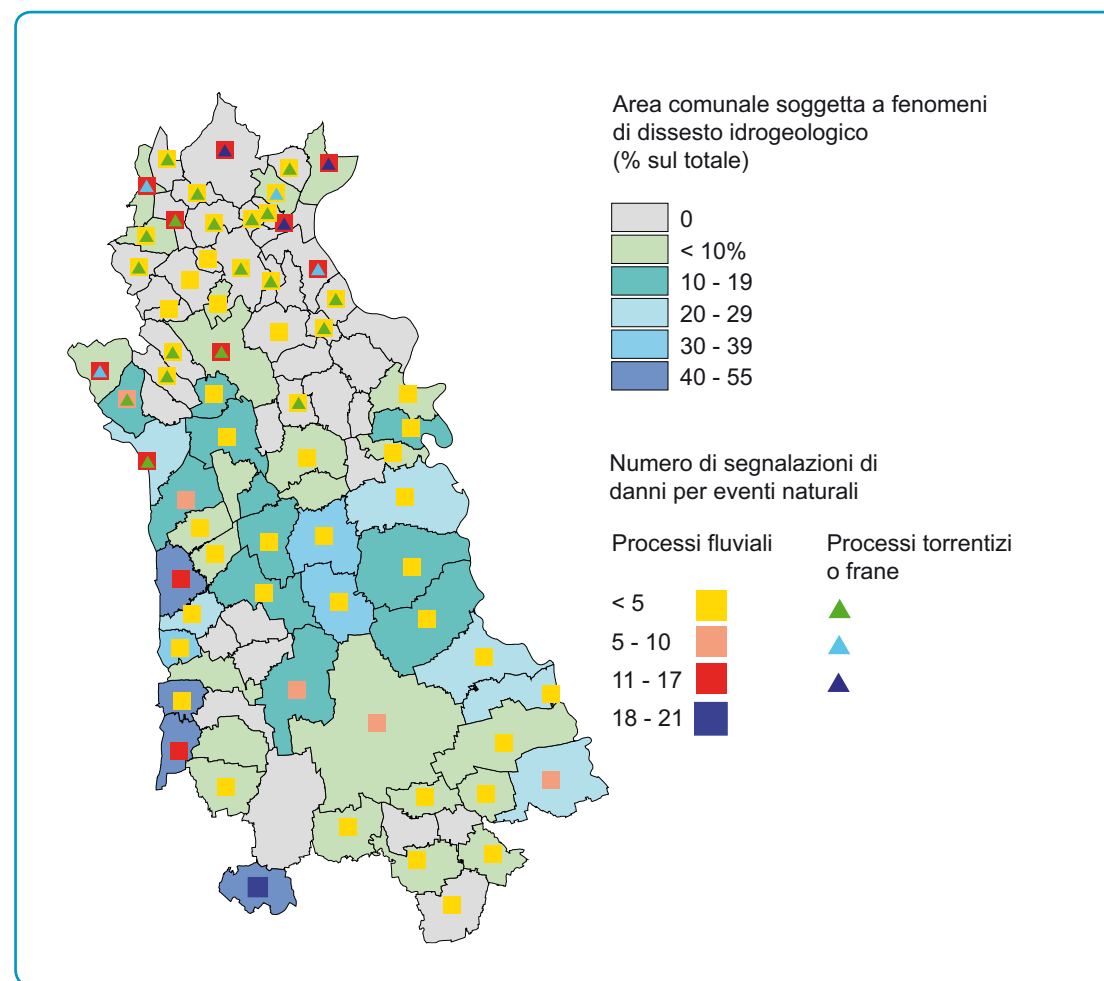 Area comunale soggetta a fenomeni
di dissesto idrogeologico
(% sul totale)
0
< 10%
10 - 19
20 - 29
30 - 39
40 - 55
Numero di segnalazioni di
danni per eventi naturali
Processi fluviali
Processi torrentizi
o frane
< 5
5 - 10
11 - 17
18 - 21